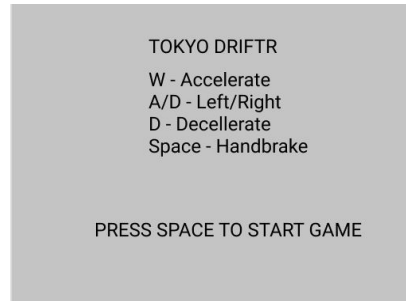 TOKYO DRIFTR
W - Accelerate
A/D - Left/Right
D - Decellerate
Space - Handbrake
PRESS SPACE TO START GAME